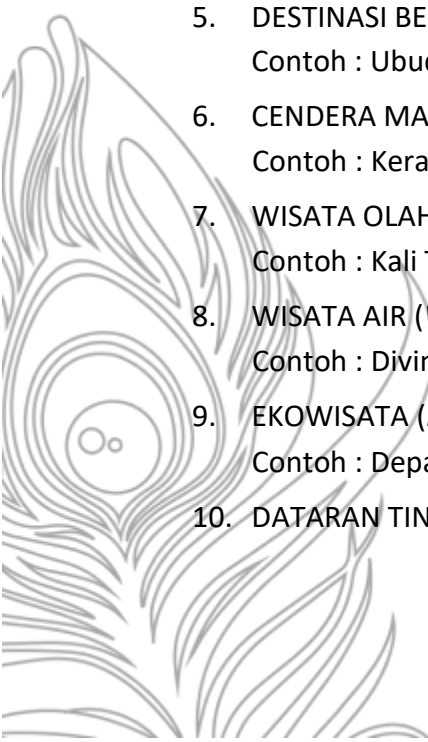 5. DESTINASI BE
Contoh : Ubu
6. CENDERA MA
Contoh : Kera
7. WISATA OLAH
Contoh : Kali
8. WISATA AIR (
Contoh : Divi
9. EKOWISATA (
Contoh : Depa
10. DATARAN TIN